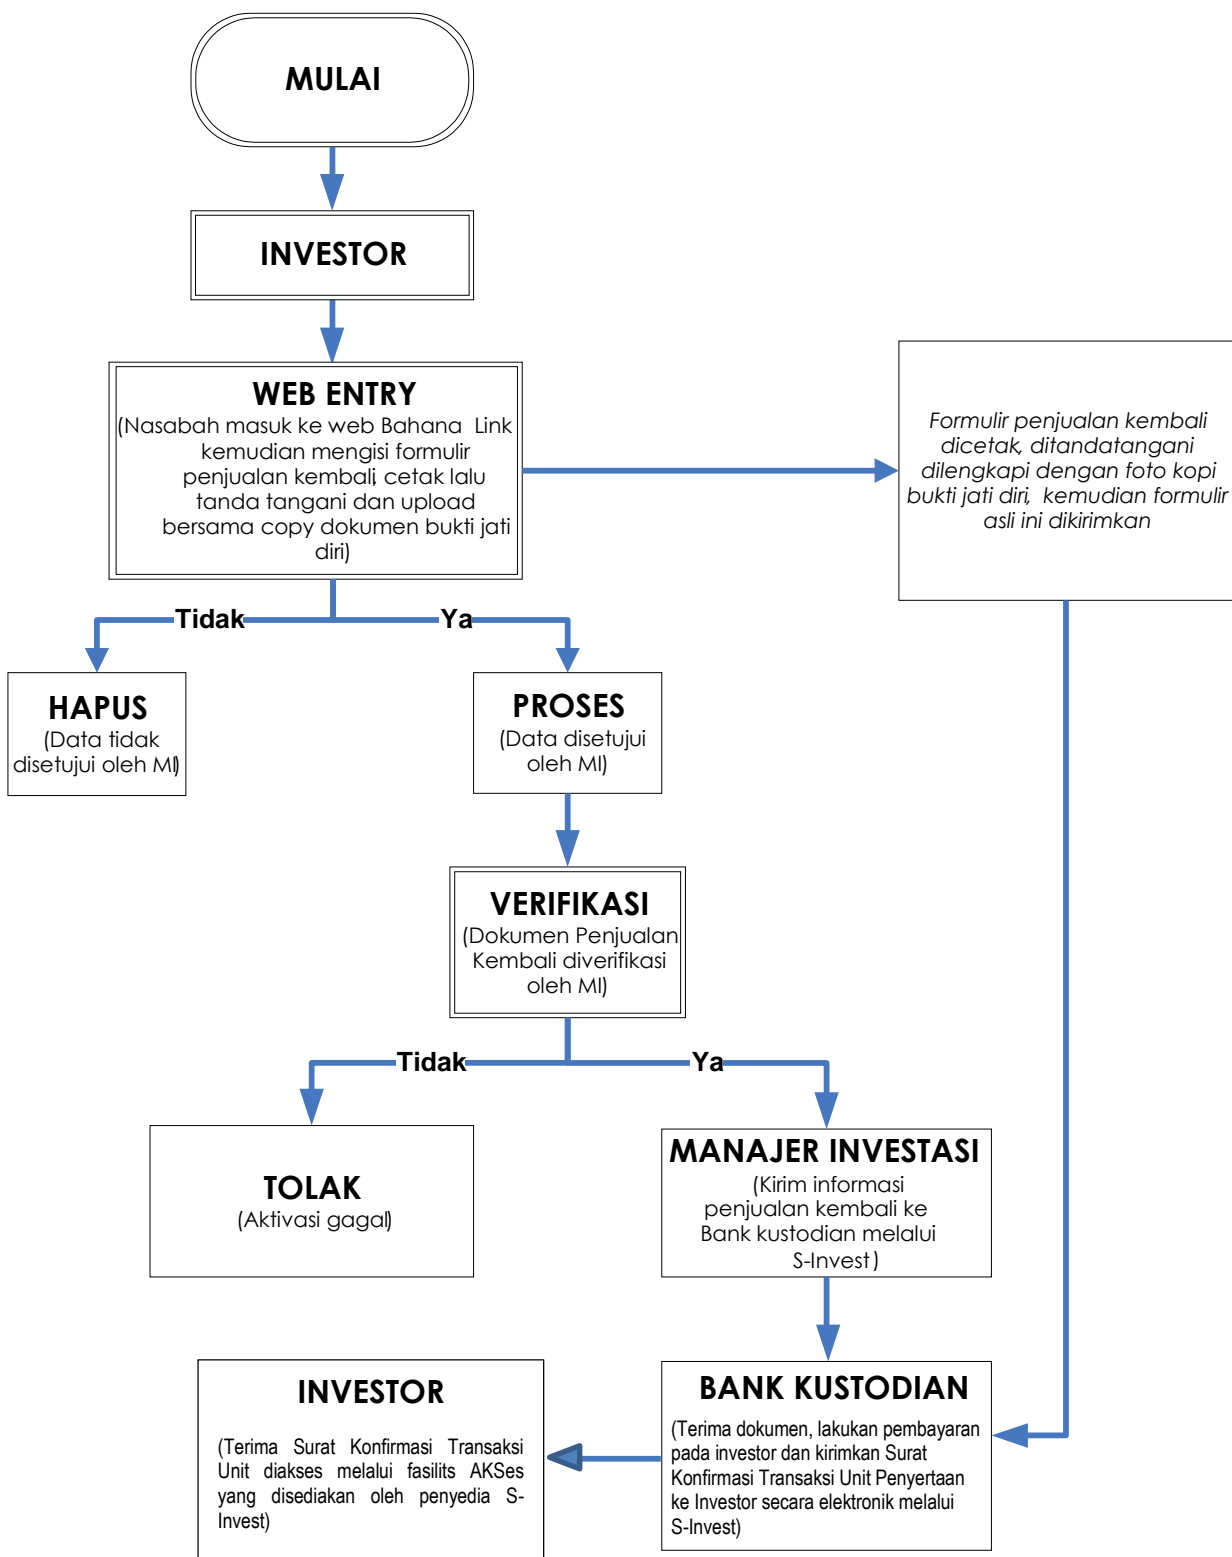 MULAI
INVESTOR
WEB ENTRY
(Nasabah masuk ke web Bahana Link
kemudian mengisi formulir
penjualan kembali, cetak lalu
tanda tangani dan upload
bersama copy dokumen bukti jati
diri)
Formulir penjualan kembali
dicetak, ditandatangani
dilengkapi dengan foto kopi
bukti jati diri, kemudian formulir
asli ini dikirimkan
Tidak
Ya
HAPUS
(Data tidak
disetujui oleh MI)
PROSES
(Data disetujui
oleh MI)
VERIFIKASI
(Dokumen Penjualan
Kembali diverifikasi
oleh MI)
Tidak
Ya
TOLAK
(Aktivasi gagal)
MANAJER INVESTASI
(Kirim informasi
penjualan kembali ke
Bank kustodian melalui
S-Invest)
INVESTOR
(Terima Surat Konfirmasi Transaksi
Unit diakses melalui fasilits AKSes
yang disediakan oleh penyedia S-
Invest)
BANK KUSTODIAN
(Terima dokumen, lakukan pembayaran
pada investor dan kirimkan Surat
Konfirmasi Transaksi Unit Penyertaan
ke Investor secara elektronik melalui
S-Invest)